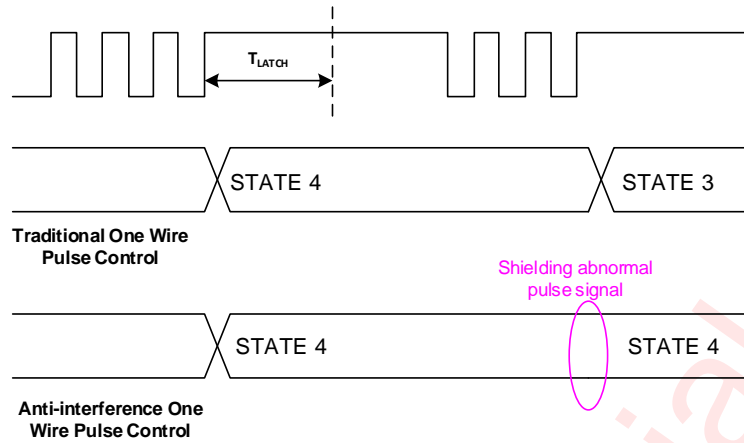 TLATCH
STATE 4
STATE 3
Traditional One Wire
Pulse Control
Shielding abnormal
pulse signal
STATE 4
STATE 4
Anti-interference One
Wire Pulse Control